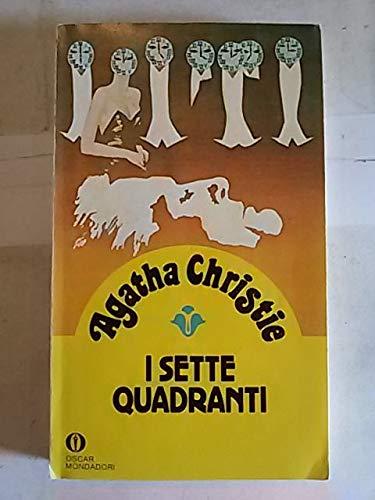 Agatha Christie
I SETTE
QUADRANTI
OSCAR
MONDADORI